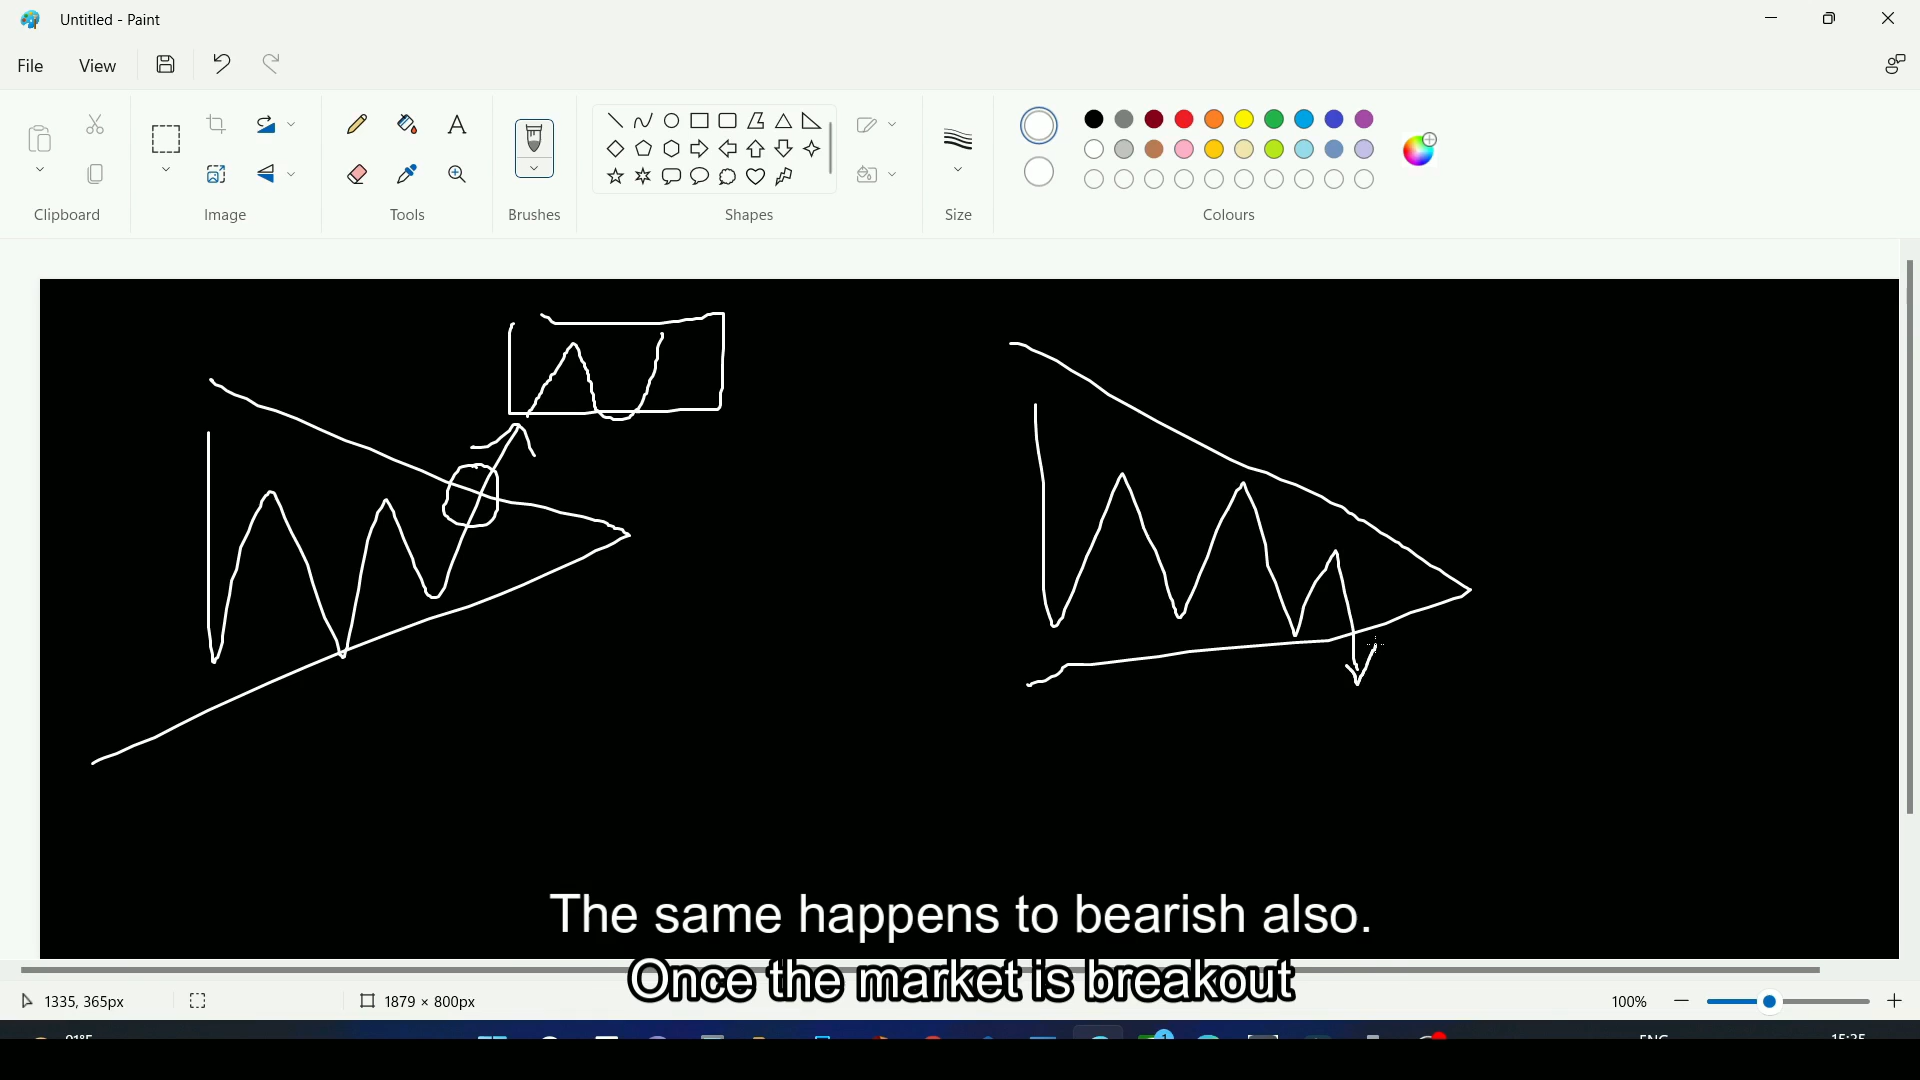 Untitled - Paint
File View
Clipboard Image Tools Brushes Shapes Size Colours
The same happens to bearish also.
Once the market is breakout
1335, 365px 1879 × 800px 100%